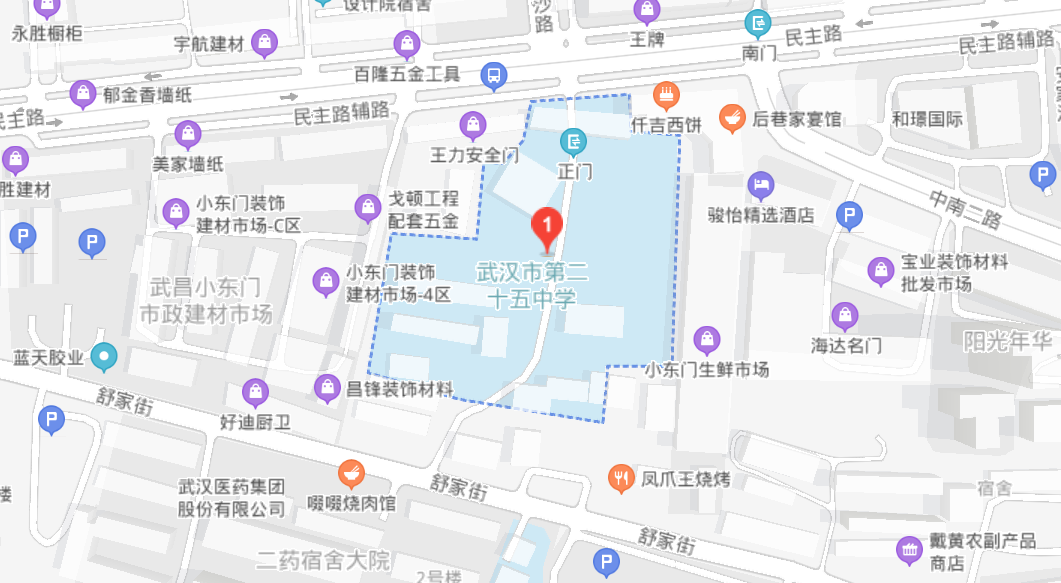 设计院宿舍
沙
路
永胜橱柜
宇航建材
王牌
南门
民主路
民主路辅路
百隆五金工具
郁金香墙纸
民主路
民主路辅路
仟吉西饼
后巷家宴馆
和璟国际
美家墙纸
王力安全门
正门
胜建材
小东门装饰
建材市场-C区
戈顿工程
配套五金
骏怡精选酒店
中南二路
1
武汉市第二
十五中学
小东门装饰
建材市场-4区
武昌小东门
市政建材市场
宝业装饰材料
批发市场
海达名门
阳光年华
蓝天胶业
小东门生鲜市场
昌锋装饰材料
舒家街
好迪厨卫
武汉医药集团
股份有限公司
啜啜烧肉馆
舒家街
凤爪王烧烤
宿舍
楼
舒家街
戴黄农副产品
商店
二药宿舍大院
2号楼
P
P
P
P
P
P